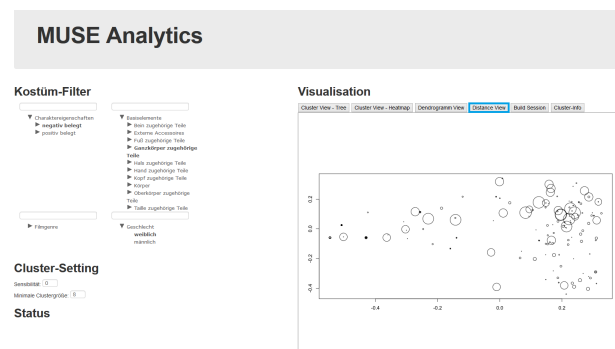 MUSE Analytics
Kostüm-Filter
Charaktereigenschaften
negativ belegt
positiv belegt
Basiselemente
Bein zugehörige Teile
Externe Accessoires
Fuß zugehörige Teile
Ganzkörper zugehörige
Teile
Hals zugehörige Teile
Hand zugehörige Teile
Kopf zugehörige Teile
Körper
Oberkörper zugehörige
Teile
Taille zugehörige Teile
Filmgenre
Geschlecht
weiblich
männlich
Cluster-Setting
Sensibilität: 0
Minimale Clustergröße: 8
Status
Visualisation
Cluster View - Tree Cluster View - Heatmap Dendrogramm View Distance View Build Session Cluster-Info
0.2
0.0
-0.2
-0.4
-0.4 -0.2 0.0 0.2